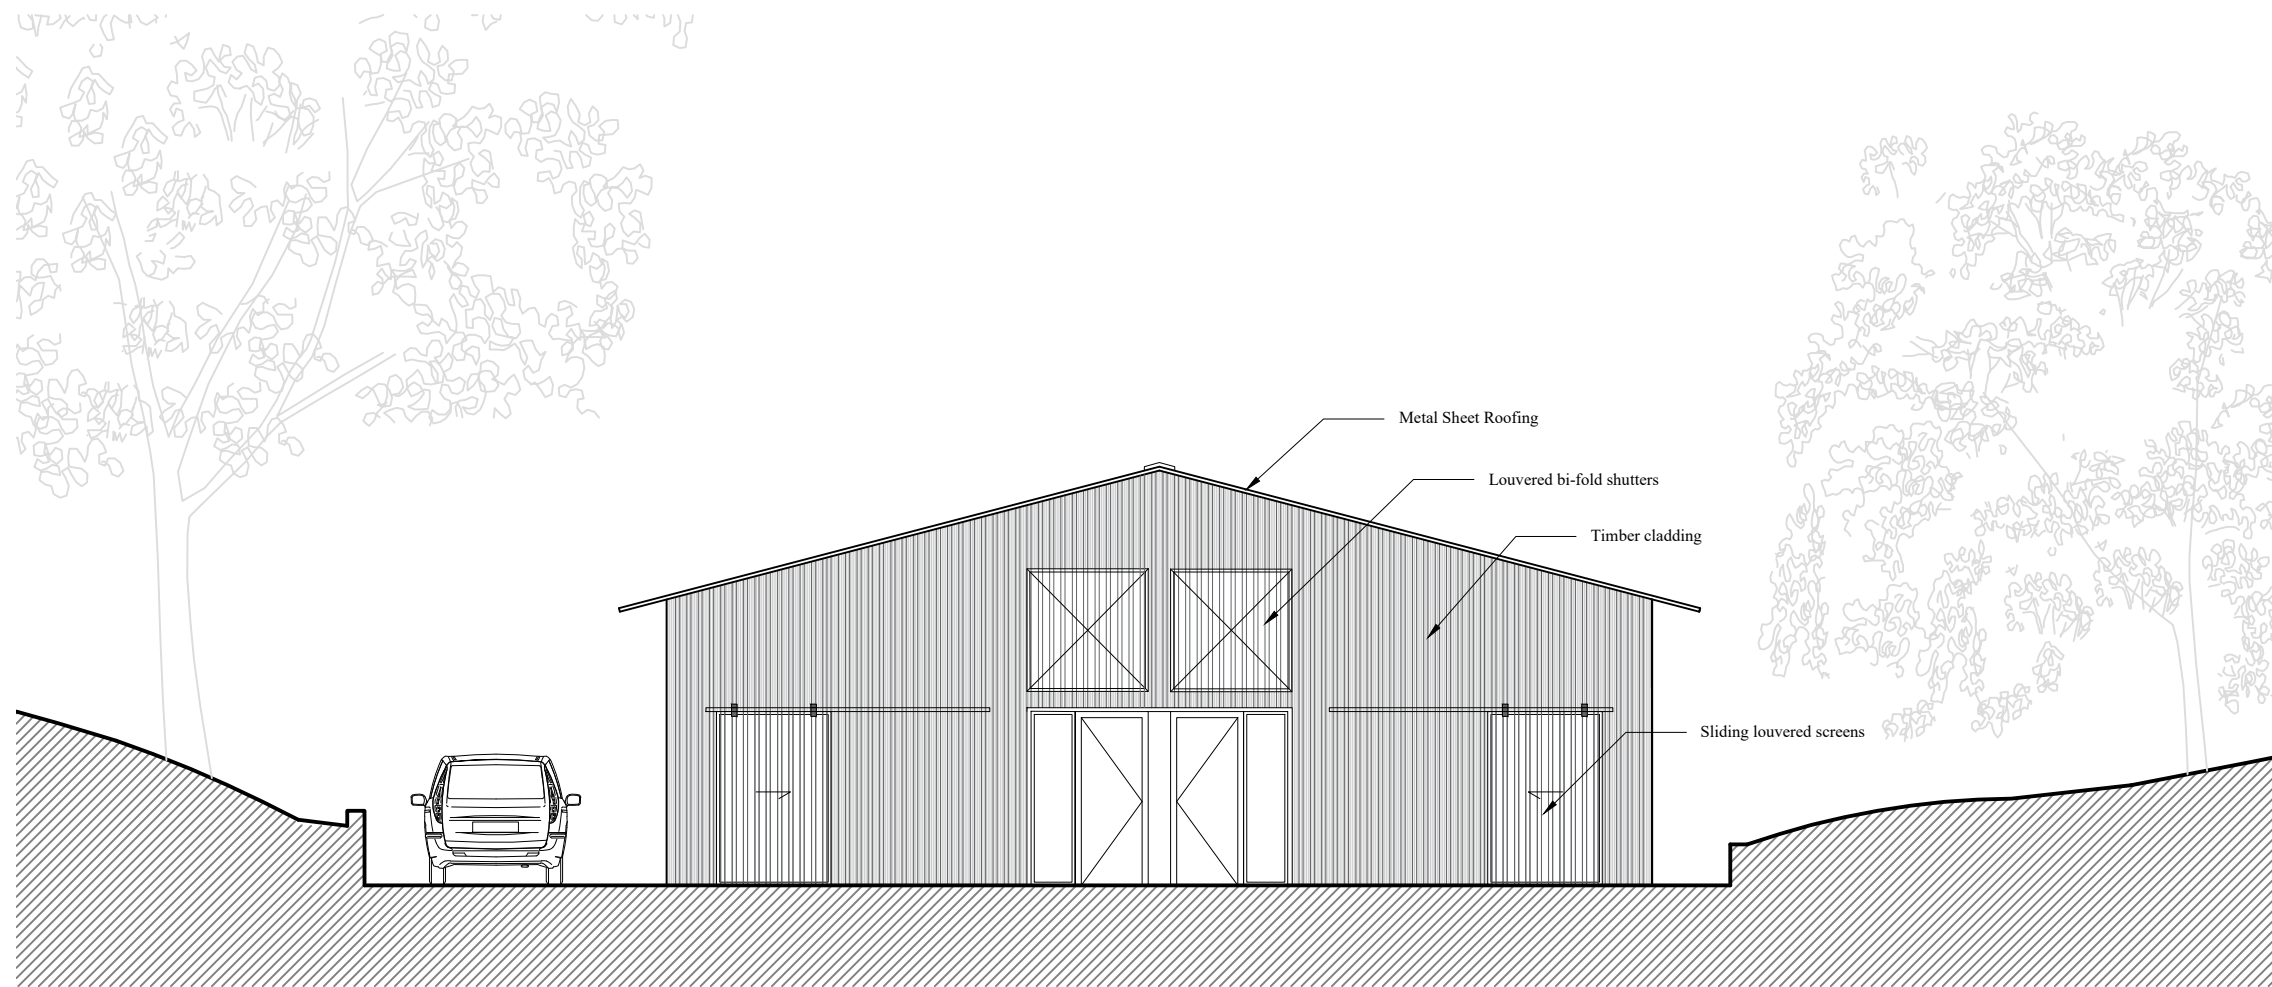 Metal Sheet Roofing
Louvered bi-fold shutters
Timber cladding
Sliding louvered screens